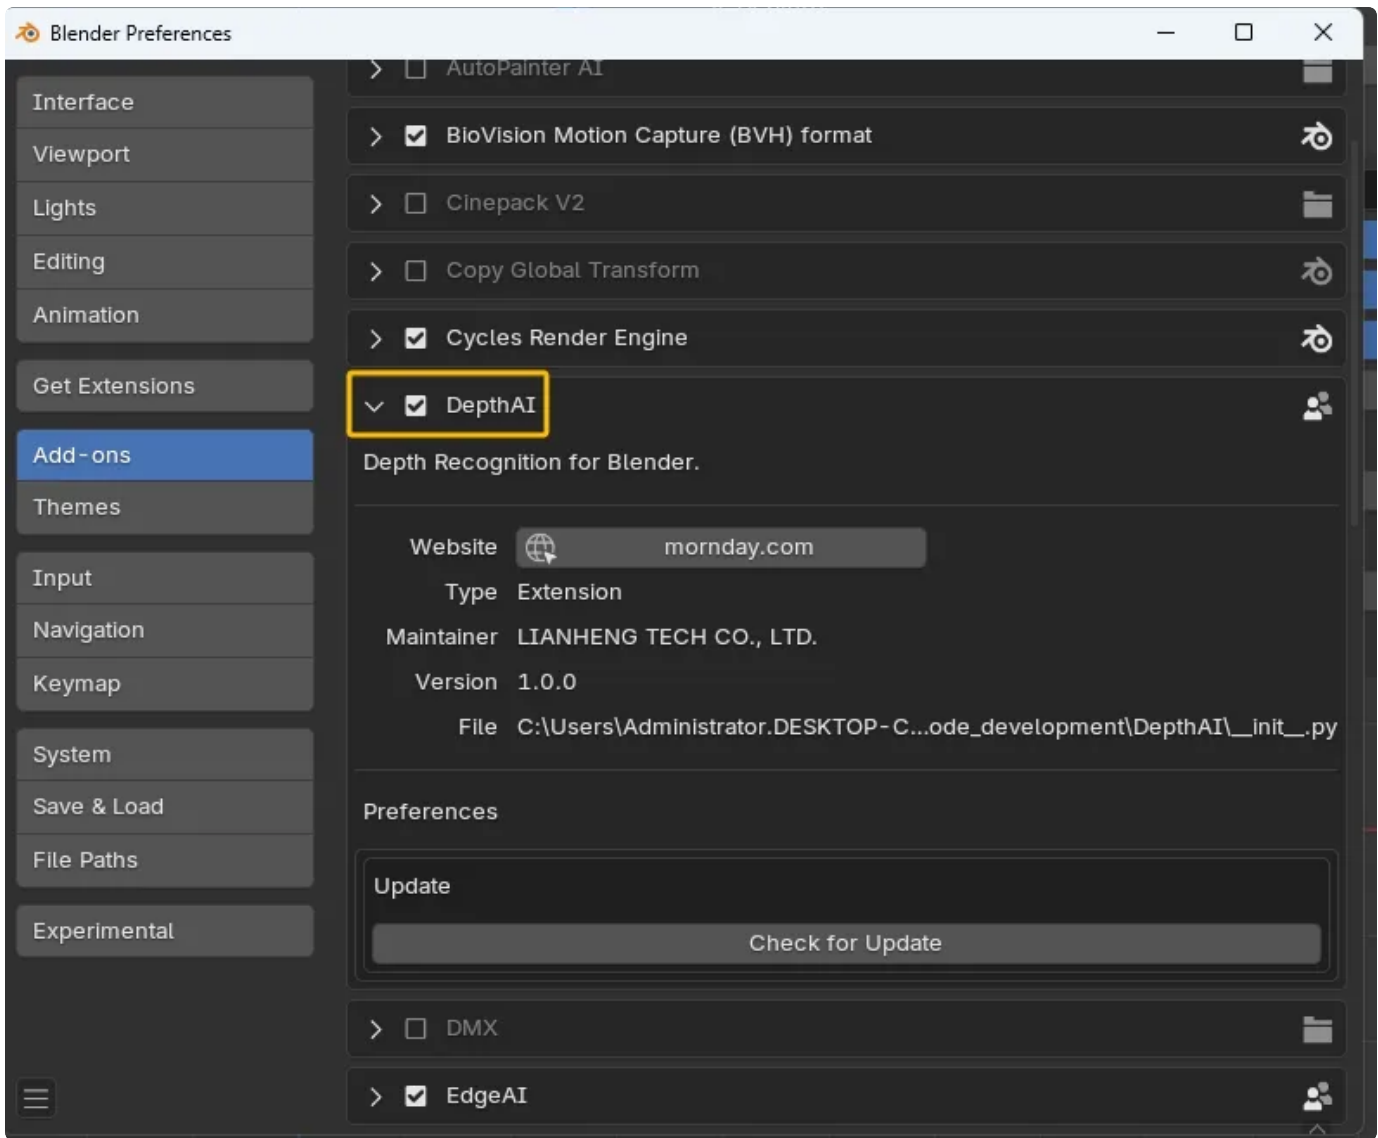 Blender Preferences
Interface
Viewport
Lights
Editing
Animation
Get Extensions
Add-ons
Themes
Input
Navigation
Keymap
System
Save & Load
File Paths
Experimental
AutoPainter AI
BioVision Motion Capture (BVH) format
Cinepack V2
Copy Global Transform
Cycles Render Engine
DepthAI
Depth Recognition for Blender.
Website mornday.com
Type Extension
Maintainer LIANHENG TECH CO., LTD.
Version 1.0.0
File C:\Users\Administrator.DESKTOP-C...ode_development\DepthAI\__init__.py
Preferences
Update
Check for Update
DMX
EdgeAI